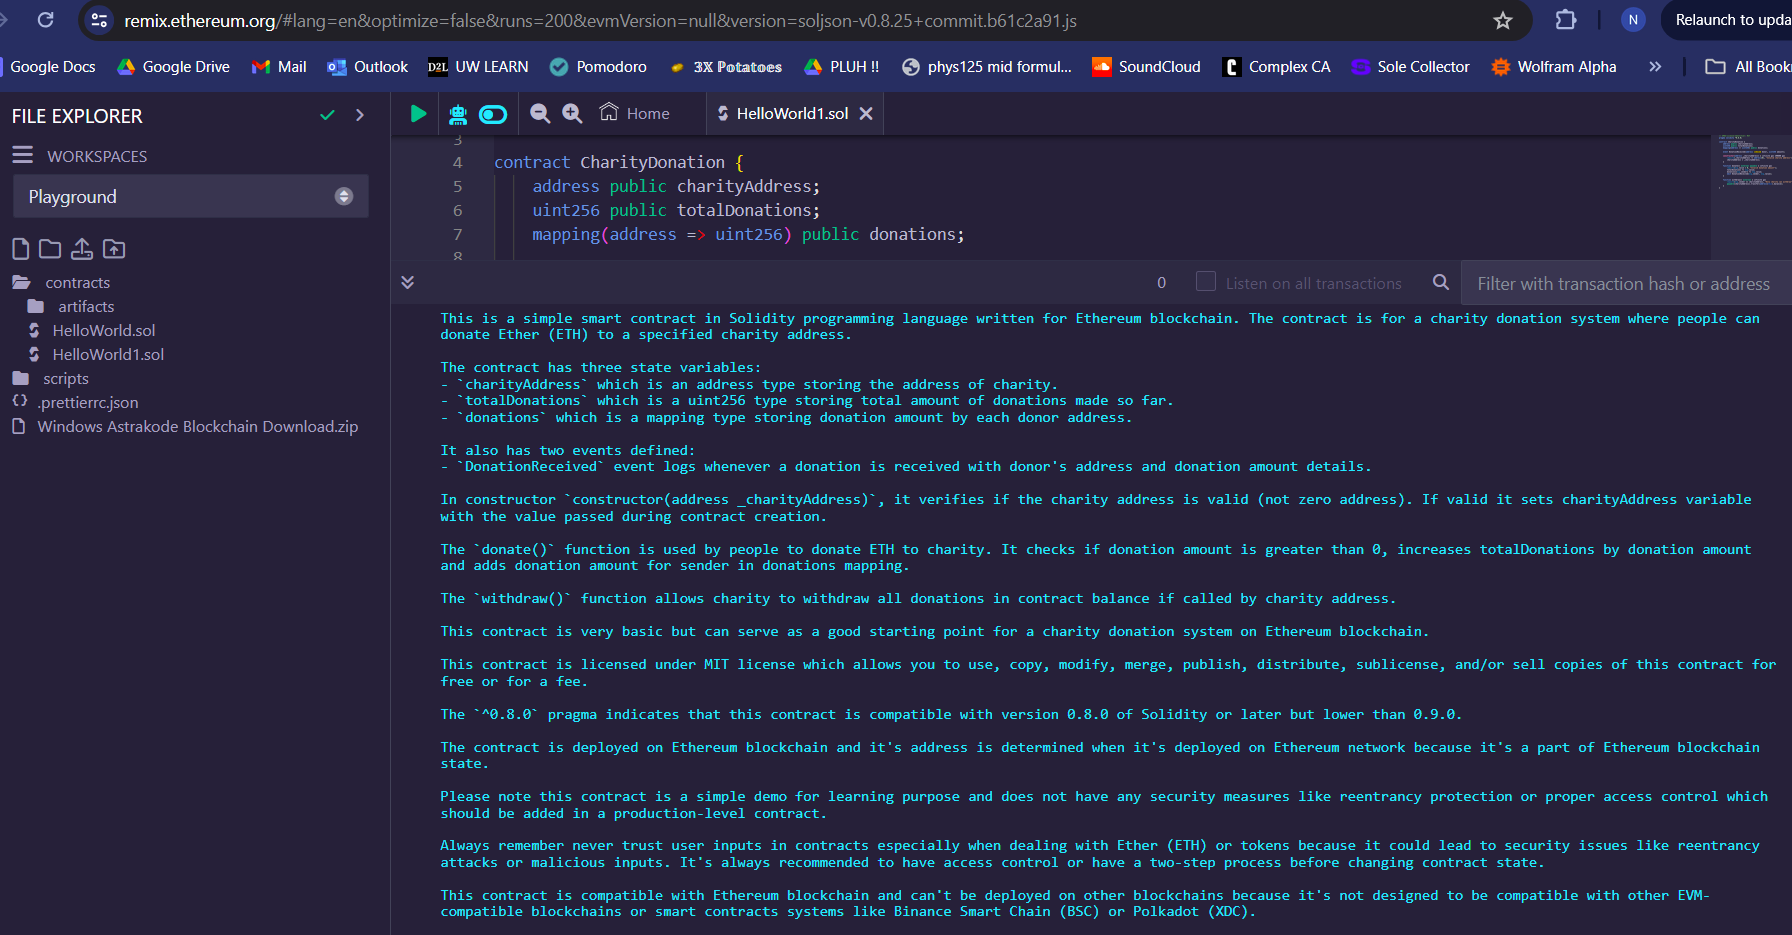 remix.ethereum.org/#lang=en&optimize=false&runs=200&evmVersion=null&version=soljson-v0.8.25+commit.b61c2a91.js
N
Relaunch to upda
Google Docs
Google Drive
Mail
Outlook
D2L UW LEARN
Pomodoro
3X Potatoes
PLUH !!
phys125 mid formul...
SoundCloud
Complex CA
Sole Collector
Wolfram Alpha
All Book
FILE EXPLORER
WORKSPACES
Playground
contracts
artifacts
HelloWorld.sol
HelloWorld1.sol
scripts
.prettierrc.json
Windows Astrakode Blockchain Download.zip
Home
HelloWorld1.sol
3
4 contract CharityDonation {
5 address public charityAddress;
6 uint256 public totalDonations;
7 mapping(address => uint256) public donations;
8
0
Listen on all transactions
Filter with transaction hash or address
This is a simple smart contract in Solidity programming language written for Ethereum blockchain. The contract is for a charity donation system where people can
donate Ether (ETH) to a specified charity address.
The contract has three state variables:
- `charityAddress` which is an address type storing the address of charity.
- `totalDonations` which is a uint256 type storing total amount of donations made so far.
- `donations` which is a mapping type storing donation amount by each donor address.
It also has two events defined:
- `DonationReceived` event logs whenever a donation is received with donor's address and donation amount details.
In constructor `constructor(address _charityAddress)`, it verifies if the charity address is valid (not zero address). If valid it sets charityAddress variable
with the value passed during contract creation.
The `donate()` function is used by people to donate ETH to charity. It checks if donation amount is greater than 0, increases totalDonations by donation amount
and adds donation amount for sender in donations mapping.
The `withdraw()` function allows charity to withdraw all donations in contract balance if called by charity address.
This contract is very basic but can serve as a good starting point for a charity donation system on Ethereum blockchain.
This contract is licensed under MIT license which allows you to use, copy, modify, merge, publish, distribute, sublicense, and/or sell copies of this contract for
free or for a fee.
The `^0.8.0` pragma indicates that this contract is compatible with version 0.8.0 of Solidity or later but lower than 0.9.0.
The contract is deployed on Ethereum blockchain and it's address is determined when it's deployed on Ethereum network because it's a part of Ethereum blockchain
state.
Please note this contract is a simple demo for learning purpose and does not have any security measures like reentrancy protection or proper access control which
should be added in a production-level contract.
Always remember never trust user inputs in contracts especially when dealing with Ether (ETH) or tokens because it could lead to security issues like reentrancy
attacks or malicious inputs. It's always recommended to have access control or have a two-step process before changing contract state.
This contract is compatible with Ethereum blockchain and can't be deployed on other blockchains because it's not designed to be compatible with other EVM-
compatible blockchains or smart contracts systems like Binance Smart Chain (BSC) or Polkadot (XDC).